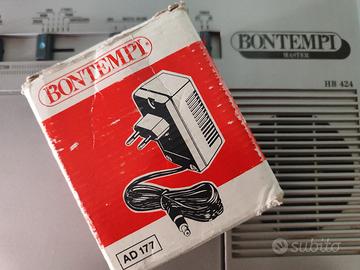 BONTEMPI
MASTER
HB 424
BONTEMPI
AD 177
subito